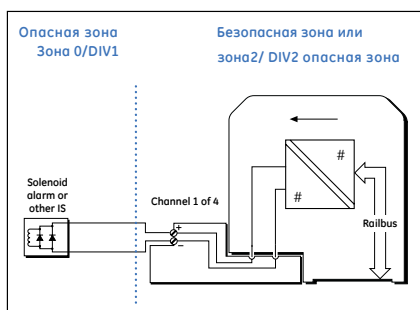 Опасная зона
Зона 0/DIV1
Безопасная зона или
зона2/ DIV2 опасная зона
Solenoid
alarm or
other IS
Channel 1 of 4
+
–
#
#
Railbus